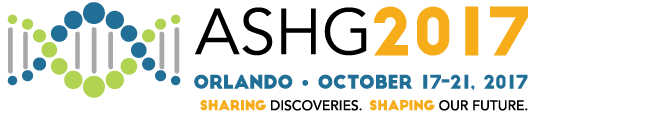 ASHG2017
ORLANDO • OCTOBER 17-21, 2017
SHARING DISCOVERIES. SHAPING OUR FUTURE.